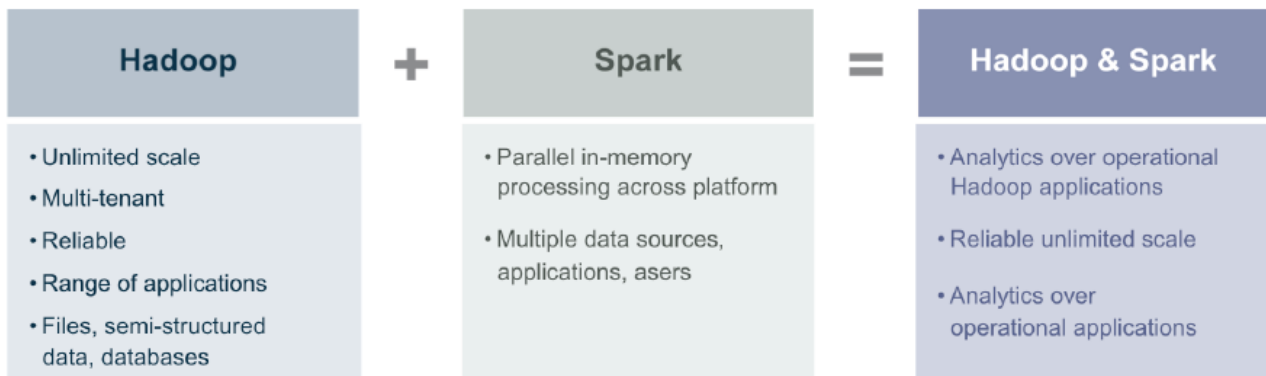 Hadoop
+
Spark
=
Hadoop & Spark
• Unlimited scale
• Multi-tenant
• Reliable
• Range of applications
• Files, semi-structured
data, databases
• Parallel in-memory
processing across platform
• Multiple data sources,
applications, asers
• Analytics over operational
Hadoop applications
• Reliable unlimited scale
• Analytics over
operational applications